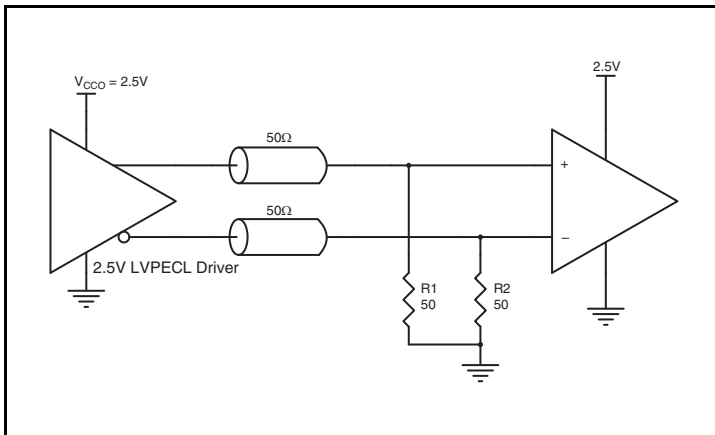 V_CCO = 2.5V
2.5V
50Ω
+
50Ω
–
2.5V LVPECL Driver
R1
50
R2
50